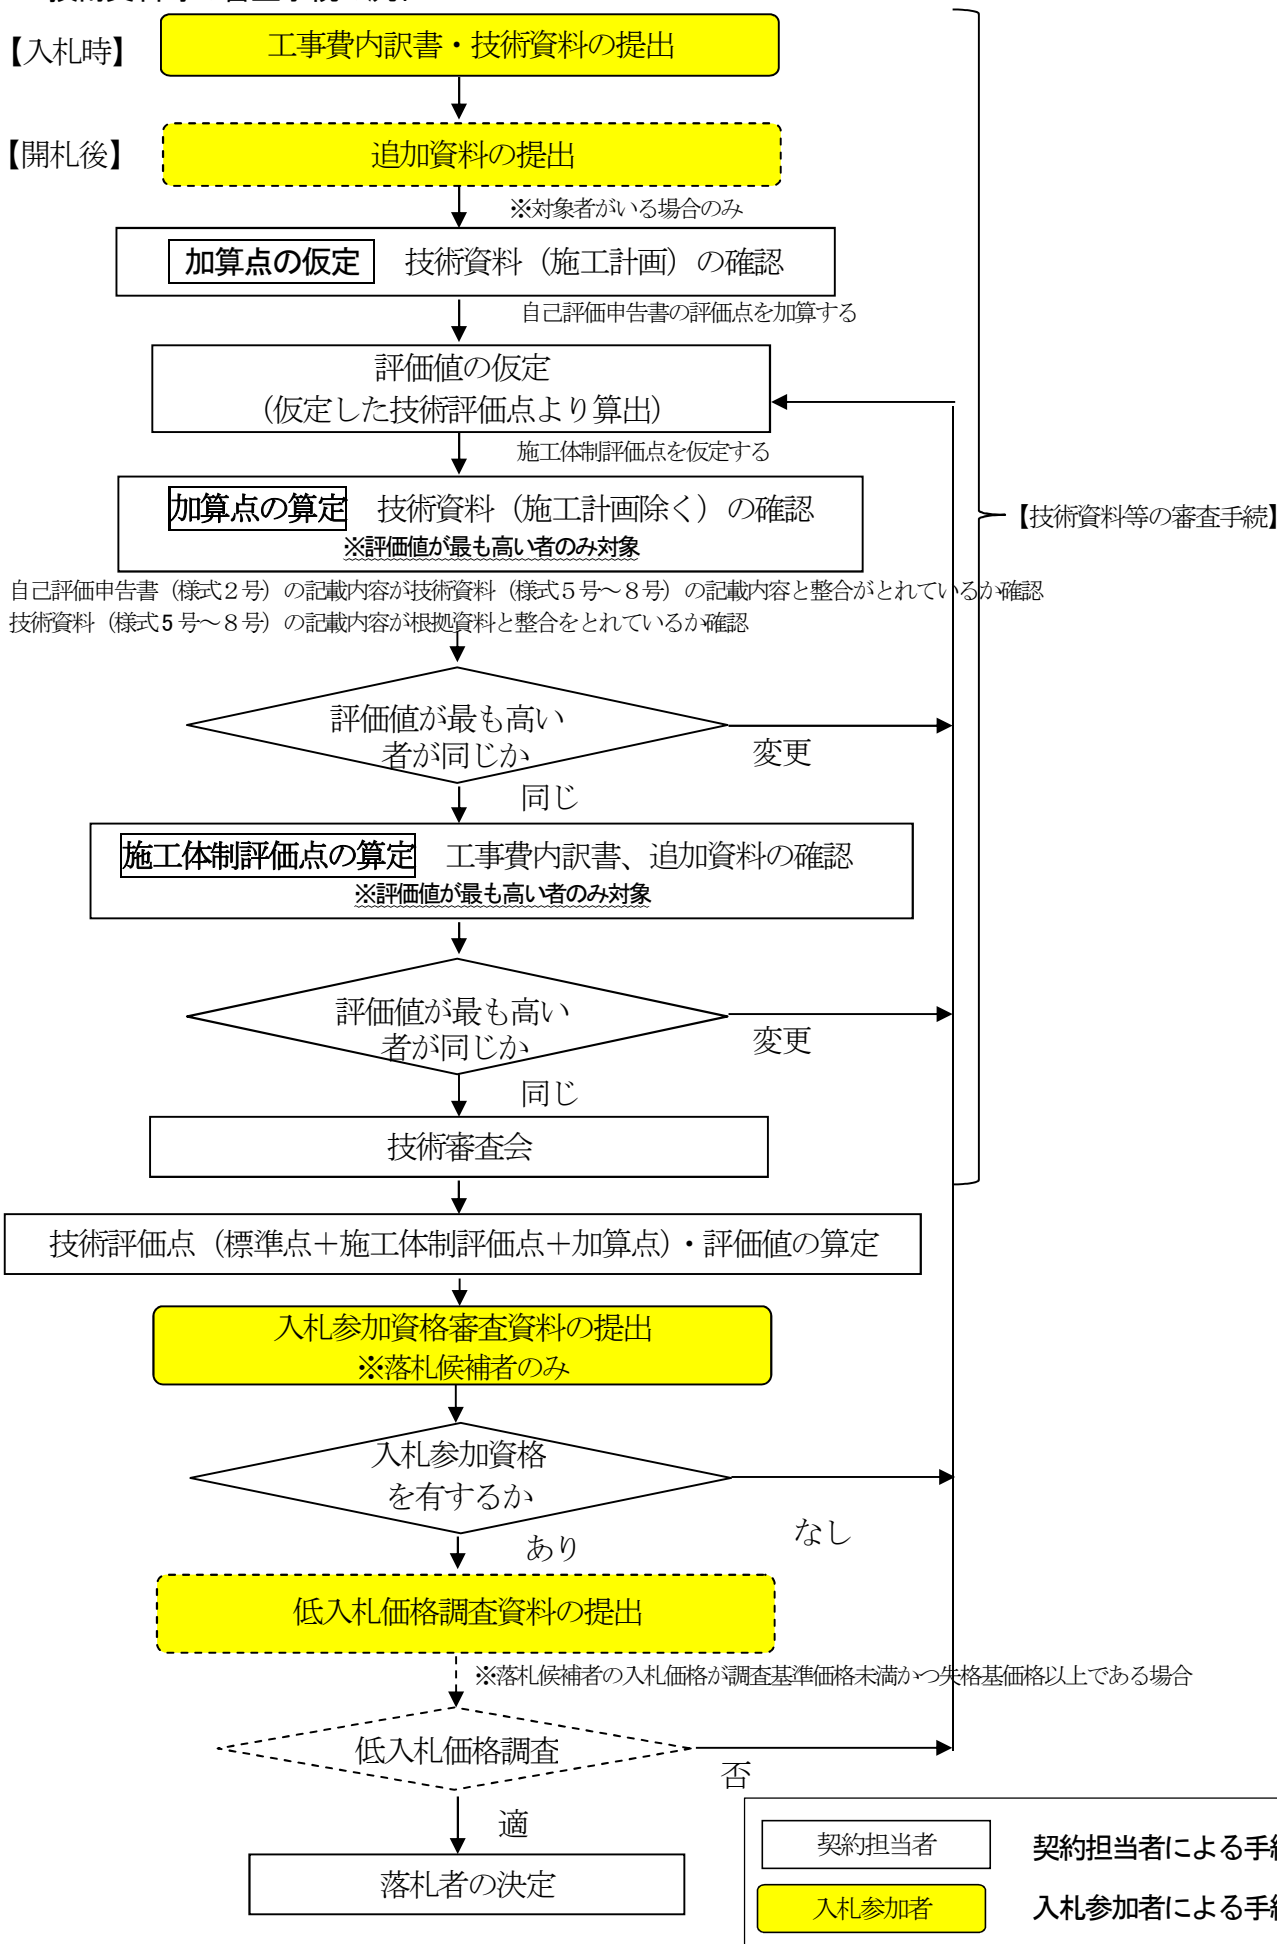 【入札時】
工事費内訳書・技術資料の提出
【開札後】
追加資料の提出
※対象者がいる場合のみ
加算点の仮定　技術資料（施工計画）の確認
自己評価申告書の評価点を加算する
評価値の仮定
（仮定した技術評価点より算出）
施工体制評価点を仮定する
加算点の算定　技術資料（施工計画除く）の確認
※評価値が最も高い者のみ対象
【技術資料等の審査手続】
自己評価申告書（様式２号）の記載内容が技術資料（様式５号～８号）の記載内容と整合がとれているか確認
技術資料（様式５号～８号）の記載内容が根拠資料と整合をとれているか確認
評価値が最も高い
者が同じか
変更
同じ
施工体制評価点の算定　工事費内訳書、追加資料の確認
※評価値が最も高い者のみ対象
評価値が最も高い
者が同じか
変更
同じ
技術審査会
技術評価点（標準点＋施工体制評価点＋加算点）・評価値の算定
入札参加資格審査資料の提出
※落札候補者のみ
入札参加資格
を有するか
なし
あり
低入札価格調査資料の提出
※落札候補者の入札価格が調査基準価格未満かつ失格基価格以上である場合
低入札価格調査
否
適
落札者の決定
契約担当者　契約担当者による手
入札参加者　入札参加者による手